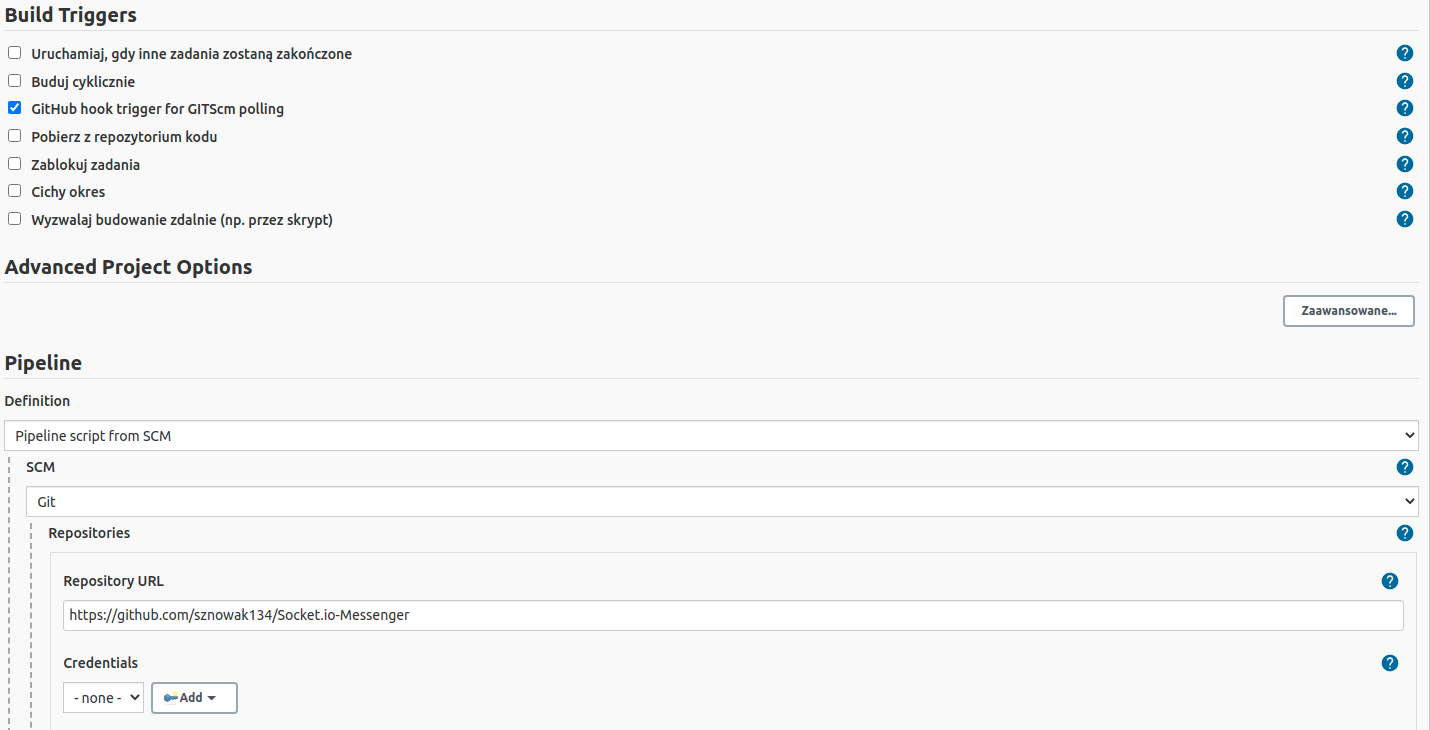 Build Triggers
Uruchamiaj, gdy inne zadania zostaną zakończone
Buduj cyklicznie
GitHub hook trigger for GITScm polling
Pobierz z repozytorium kodu
Zablokuj zadania
Cichy okres
Wyzwalaj budowanie zdalnie (np. przez skrypt)
Advanced Project Options
Zaawansowane...
Pipeline
Definition
Pipeline script from SCM
SCM
Git
Repositories
Repository URL
https://github.com/sznowak134/Socket.io-Messenger
Credentials
- none -
Add